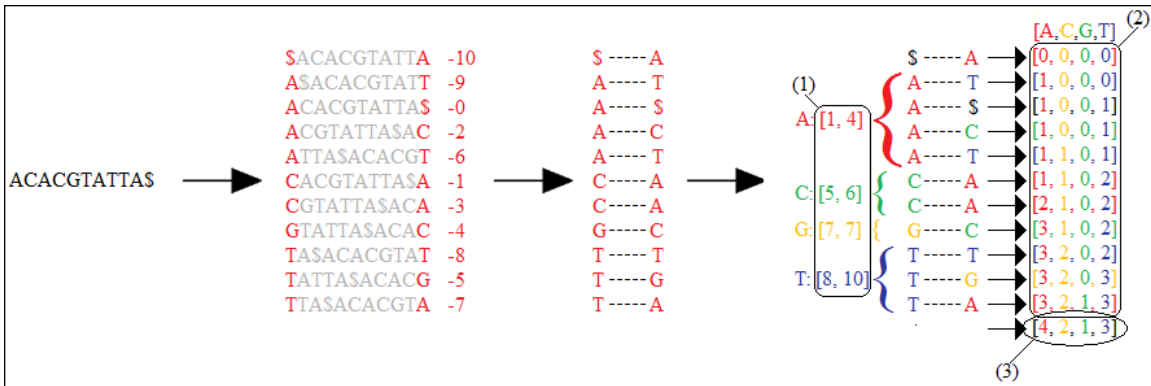 ACACGTATTA$
$ACACGTATTA -10
A$ACACGTATT -9
ACACGTATTA$ -0
ACGTATTA$AC -2
ATTA$ACACGT -6
CACGTATTA$A -1
CGTATTA$ACA -3
GTATTA$ACAC -4
TA$ACACGTAT -8
TATTA$ACACG -5
TTA$ACACGTA -7
$-----A
A-----T
A-----$
A-----C
A-----T
C-----A
C-----A
G-----C
T-----T
T-----G
T-----A
(1)
A: [1, 4]
C: [5, 6]
G: [7, 7]
T: [8, 10]
$-----A
A-----T
A-----$
A-----C
A-----T
C-----A
C-----A
G-----C
T-----T
T-----G
T-----A
(2)
[A,C,G,T]
[0, 0, 0, 0]
[1, 0, 0, 0]
[1, 0, 0, 1]
[1, 0, 0, 1]
[1, 1, 0, 1]
[1, 1, 0, 2]
[2, 1, 0, 2]
[3, 1, 0, 2]
[3, 2, 0, 2]
[3, 2, 0, 3]
[3, 2, 1, 3]
[4, 2, 1, 3]
(3)